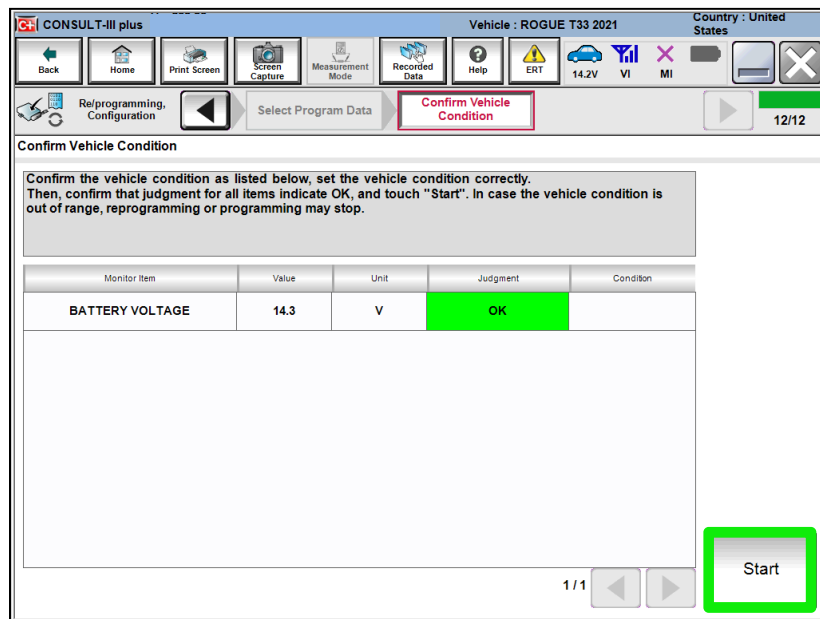 C+ CONSULT-III plus
Vehicle : ROGUE T33 2021
Country : United
States
Back
Home
Print Screen
Screen
Capture
Measurement
Mode
Recorded
Data
Help
ERT
14.2V
VI
MI
Re/programming,
Configuration
Select Program Data
Confirm Vehicle
Condition
12/12
Confirm Vehicle Condition
Confirm the vehicle condition as listed below, set the vehicle condition correctly.
Then, confirm that judgment for all items indicate OK, and touch "Start". In case the vehicle condition is
out of range, reprogramming or programming may stop.
Monitor Item Value Unit Judgment Condition
BATTERY VOLTAGE 14.3 V OK
1/1
Start